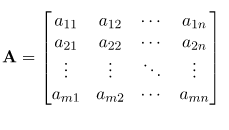 a₁₁ a₁₂ ⋯ a₁ₙ
a₂₁ a₂₂ ⋯ a₂ₙ
A = ⋮ ⋮ ⋱ ⋮
aₘ₁ aₘ₂ ⋯ aₘₙ